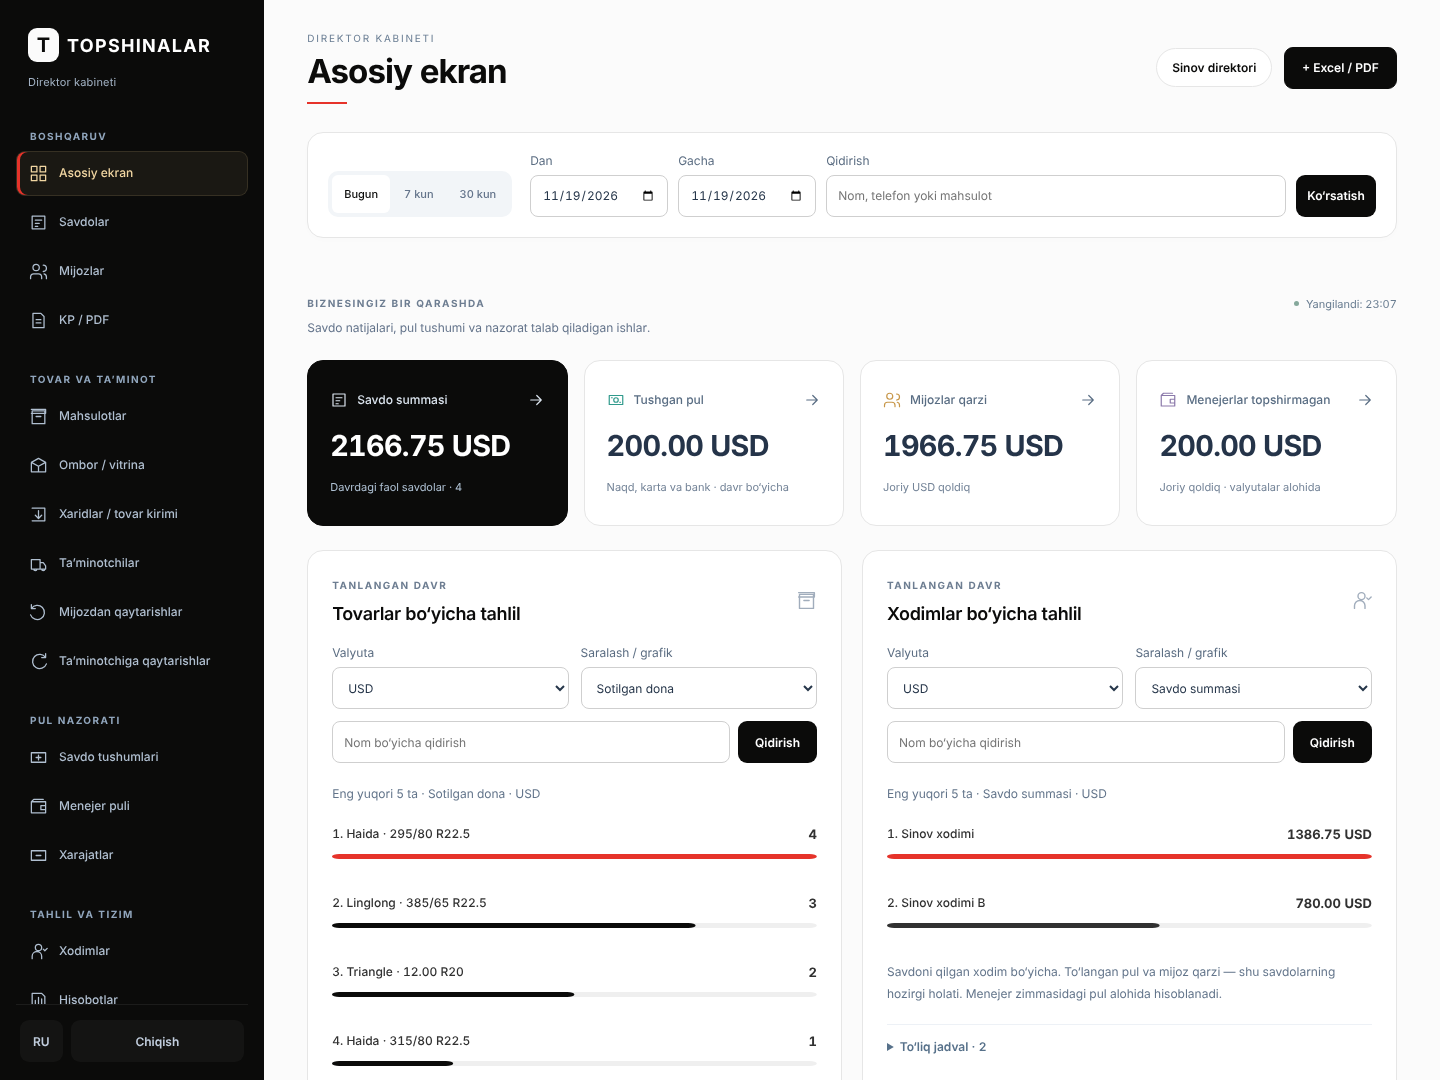 T TOPSHINALAR
Direktor kabineti
BOSHQARUV
Asosiy ekran
Savdolar
Mijozlar
KP / PDF
TOVAR VA TA’MINOT
Mahsulotlar
Ombor / vitrina
Xaridlar / tovar kirimi
Ta’minotchilar
Mijozdan qaytarishlar
Ta’minotchiga qaytarishlar
PUL NAZORATI
Savdo tushumlari
Menejer puli
Xarajatlar
TAHLIL VA TIZIM
Xodimlar
Hisobotlar
RU Chiqish
DIREKTOR KABINETI
Asosiy ekran
Sinov direktori + Excel / PDF
Dan Gacha Qidirish
Bugun 7 kun 30 kun 11/19/2026 11/19/2026 Nom, telefon yoki mahsulot Ko‘rsatish
BIZNESINGIZ BIR QARASHDA
Yangilandi: 23:07
Savdo natijalari, pul tushumi va nazorat talab qiladigan ishlar.
Savdo summasi
2166.75 USD
Davrdagi faol savdolar · 4
Tushgan pul
200.00 USD
Naqd, karta va bank · davr bo‘yicha
Mijozlar qarzi
1966.75 USD
Joriy USD qoldiq
Menejerlar topshirmagan
200.00 USD
Joriy qoldiq · valyutalar alohida
TANLANGAN DAVR
Tovarlar bo‘yicha tahlil
Valyuta Saralash / grafik
USD Sotilgan dona
Nom bo‘yicha qidirish Qidirish
Eng yuqori 5 ta · Sotilgan dona · USD
1. Haida · 295/80 R22.5 4
2. Linglong · 385/65 R22.5 3
3. Triangle · 12.00 R20 2
4. Haida · 315/80 R22.5 1
TANLANGAN DAVR
Xodimlar bo‘yicha tahlil
Valyuta Saralash / grafik
USD Savdo summasi
Nom bo‘yicha qidirish Qidirish
Eng yuqori 5 ta · Savdo summasi · USD
1. Sinov xodimi 1386.75 USD
2. Sinov xodimi B 780.00 USD
Savdoni qilgan xodim bo‘yicha. To‘langan pul va mijoz qarzi — shu savdolarning
hozirgi holati. Menejer zimmasidagi pul alohida hisoblanadi.
To‘liq jadval · 2